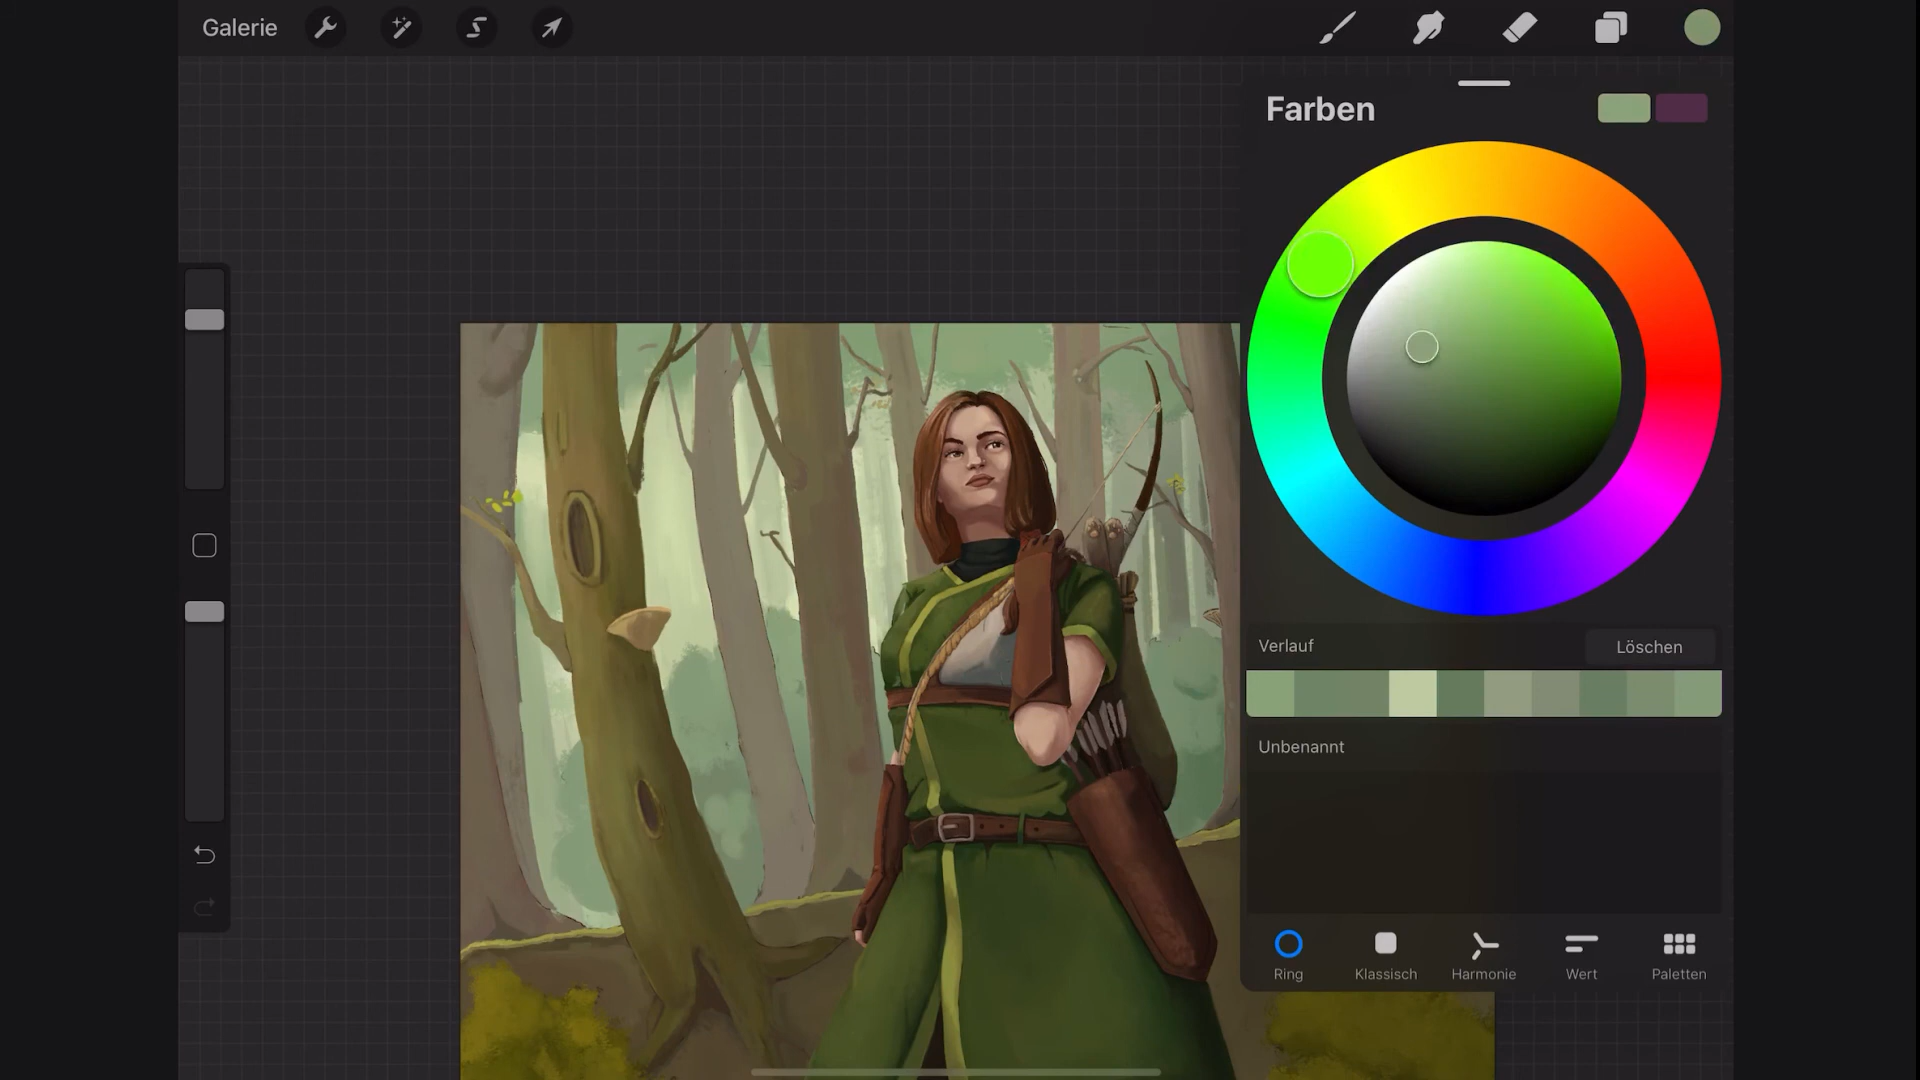 Galerie
Farben
Verlauf
Löschen
Unbenannt
Ring
Klassisch
Harmonie
Wert
Paletten